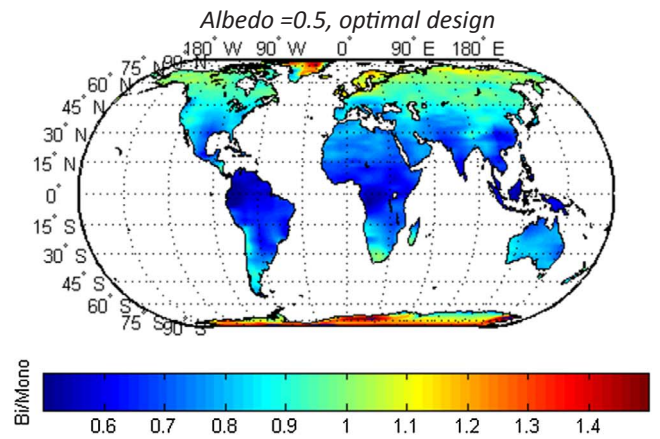 Albedo =0.5, optimal design
180° W 90° W 0° 90° E 180° E
75° N 90° N
60° N
45° N
30° N
15° N
0°
15° S
30° S
45° S
60° S
75° S 90° S
Bi/Mono
0.6 0.7 0.8 0.9 1 1.1 1.2 1.3 1.4